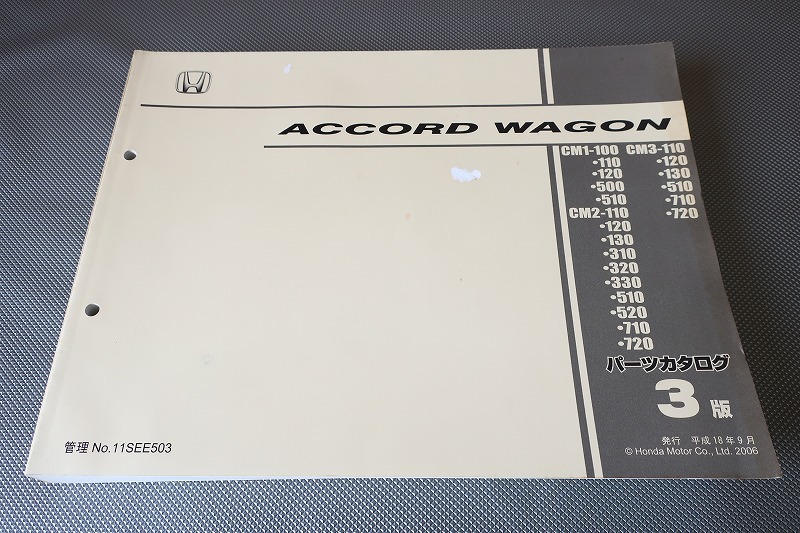 ACCORD WAGON
CM1-100 CM3-110
•110 •120
•120 •130
•500 •510
•510 •710
CM2-110 •720
•120
•130
•310
•320
•330
•510
•520
•710
•720
パーツカタログ
3版
発行 平成18年9月
© Honda Motor Co., Ltd. 2006
管理 No.11SEE503